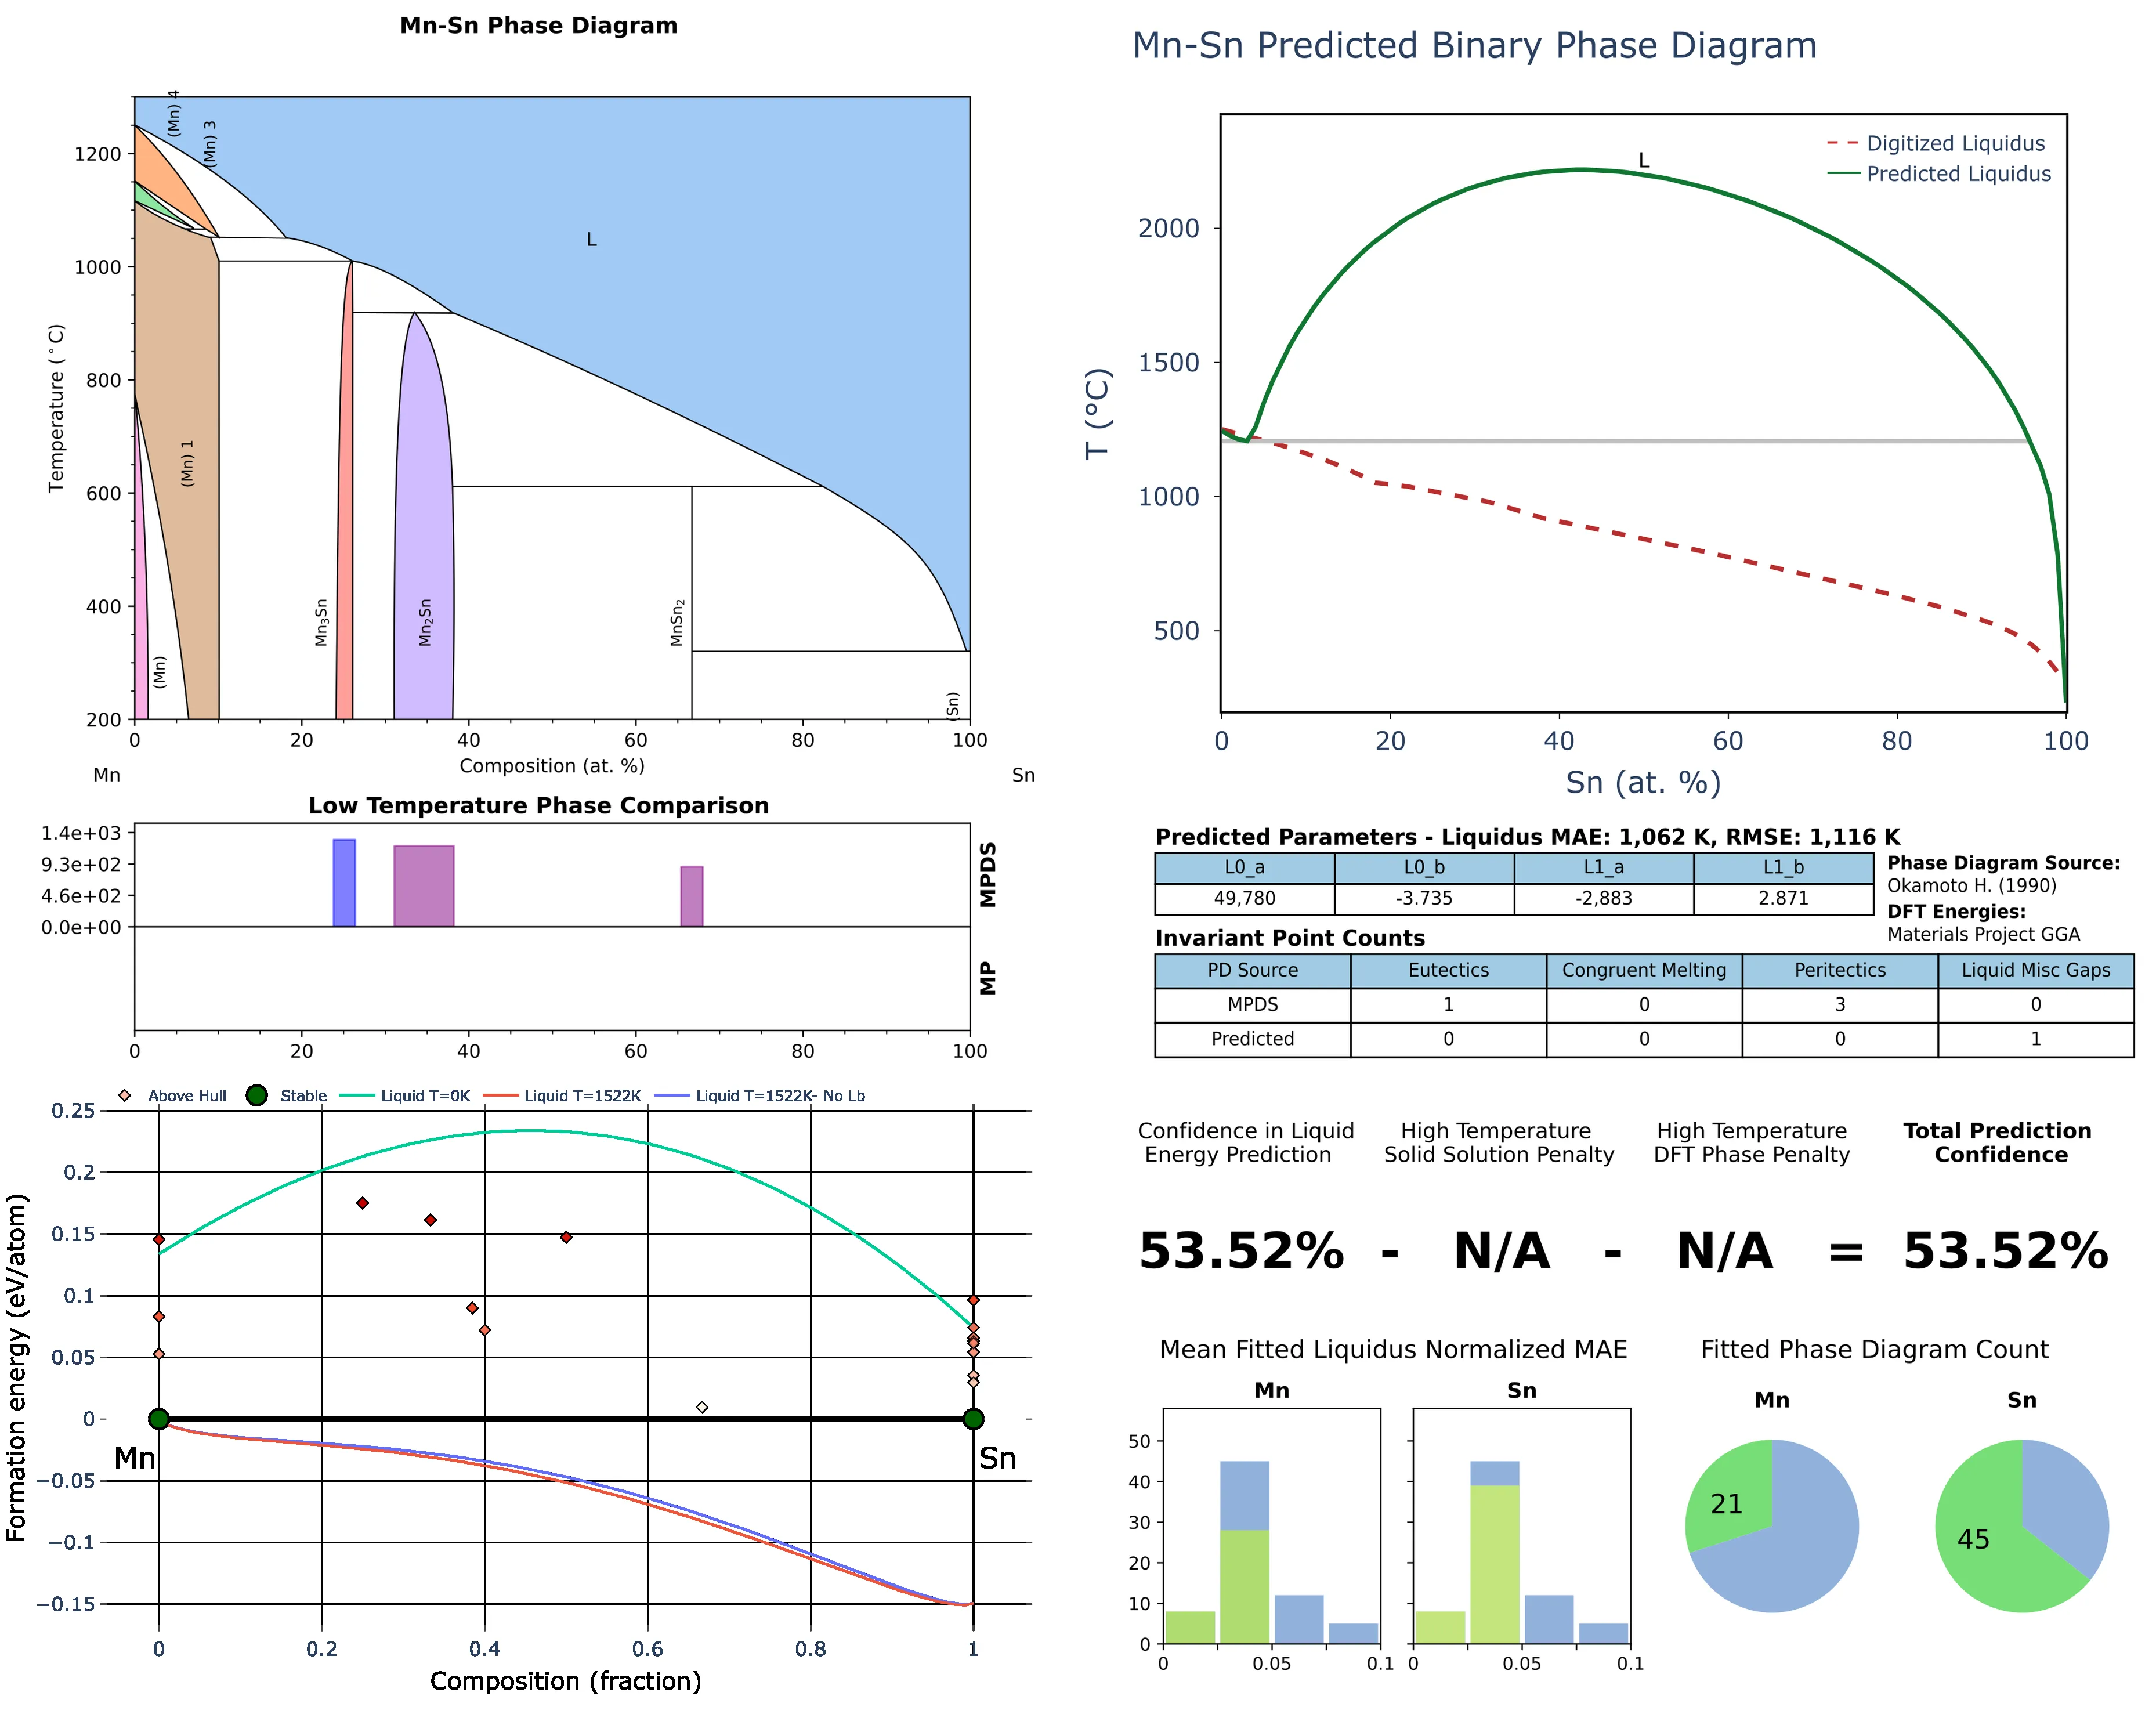 Mn-Sn Phase Diagram
(Mn) 4
(Mn) 3
1200
1000
800
600
400
200
Temperature (°C)
L
(Mn) 1
(Mn)
Mn₃Sn
Mn₂Sn
MnSn₂
(Sn)
0 20 40 60 80 100
Mn Composition (at. %) Sn
Low Temperature Phase Comparison
1.4e+03
9.3e+02
4.6e+02
0.0e+00
MPDS
MP
0 20 40 60 80 100
Above Hull Stable Liquid T=0K Liquid T=1522K Liquid T=1522K- No Lb
0.25
0.2
0.15
0.1
0.05
0
−0.05
−0.1
−0.15
Formation energy (eV/atom)
Mn Sn
0 0.2 0.4 0.6 0.8 1
Composition (fraction)
Mn-Sn Predicted Binary Phase Diagram
Digitized Liquidus
Predicted Liquidus
L
2000
1500
1000
500
T (°C)
0 20 40 60 80 100
Sn (at. %)
Predicted Parameters - Liquidus MAE: 1,062 K, RMSE: 1,116 K
L0_a L0_b L1_a L1_b
49,780 -3.735 -2,883 2.871
Phase Diagram Source:
Okamoto H. (1990)
DFT Energies:
Materials Project GGA
Invariant Point Counts
PD Source Eutectics Congruent Melting Peritectics Liquid Misc Gaps
MPDS 1 0 3 0
Predicted 0 0 0 1
Confidence in Liquid Energy Prediction
High Temperature Solid Solution Penalty
High Temperature DFT Phase Penalty
Total Prediction Confidence
53.52% - N/A - N/A = 53.52%
Mean Fitted Liquidus Normalized MAE
Mn Sn
50
40
30
20
10
0
0 0.05 0.1 0 0.05 0.1
Fitted Phase Diagram Count
Mn Sn
21 45